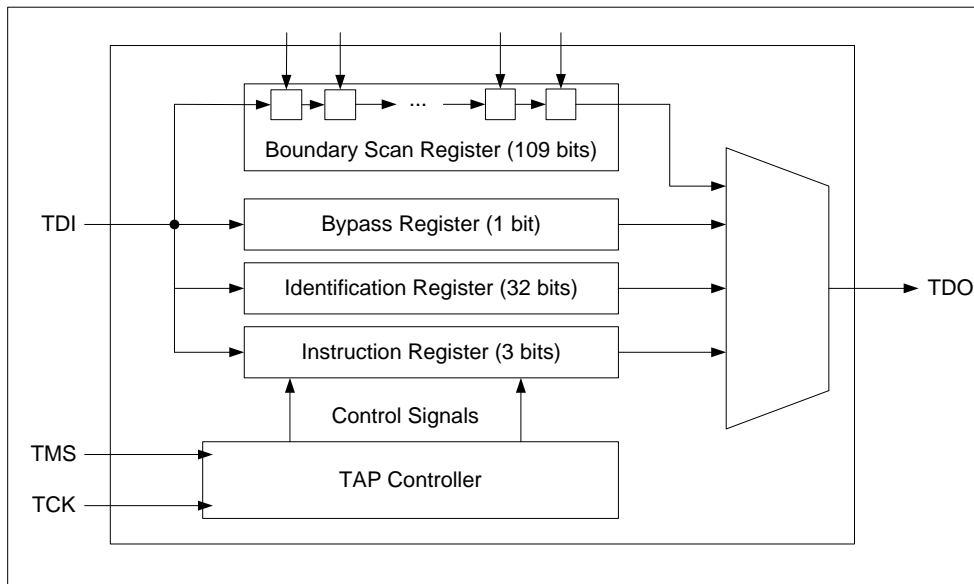 ...
Boundary Scan Register (109 bits)
TDI
Bypass Register (1 bit)
Identification Register (32 bits)
TDO
Instruction Register (3 bits)
Control Signals
TMS
TAP Controller
TCK